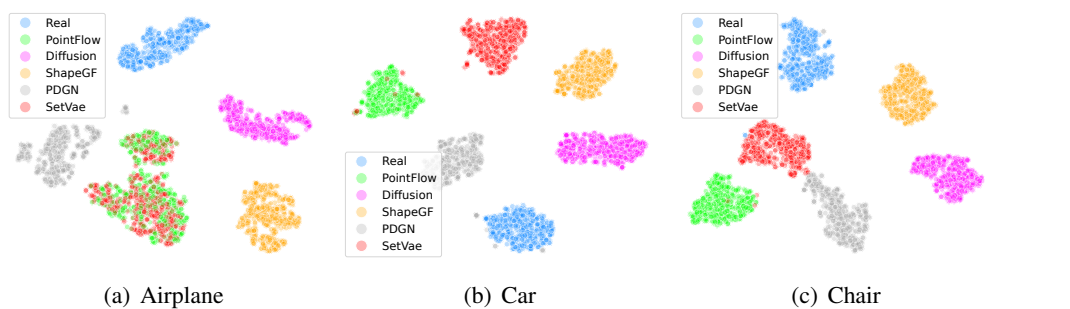 Real
PointFlow
Diffusion
ShapeGF
PDGN
SetVae
Real
PointFlow
Diffusion
ShapeGF
PDGN
SetVae
Real
PointFlow
Diffusion
ShapeGF
PDGN
SetVae
(a) Airplane
(b) Car
(c) Chair